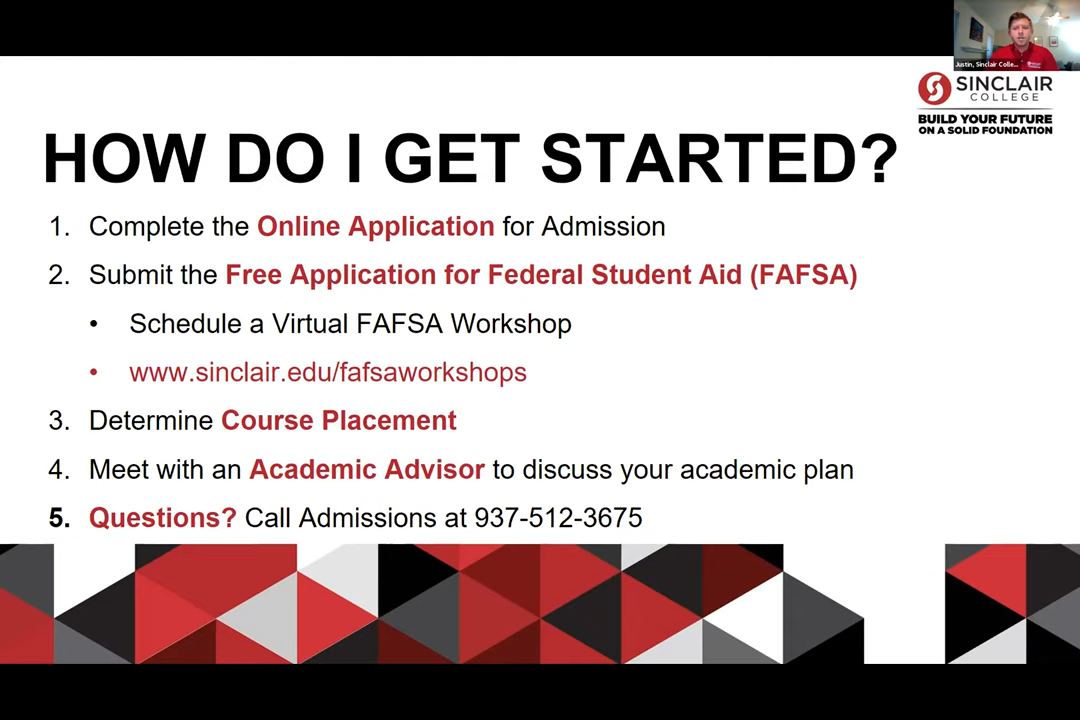 Justin, Sinclair Colle...
SINCLAIR
COLLEGE
BUILD YOUR FUTURE
ON A SOLID FOUNDATION
HOW DO I GET STARTED?
1. Complete the Online Application for Admission
2. Submit the Free Application for Federal Student Aid (FAFSA)
• Schedule a Virtual FAFSA Workshop
• www.sinclair.edu/fafsaworkshops
3. Determine Course Placement
4. Meet with an Academic Advisor to discuss your academic plan
5. Questions? Call Admissions at 937-512-3675